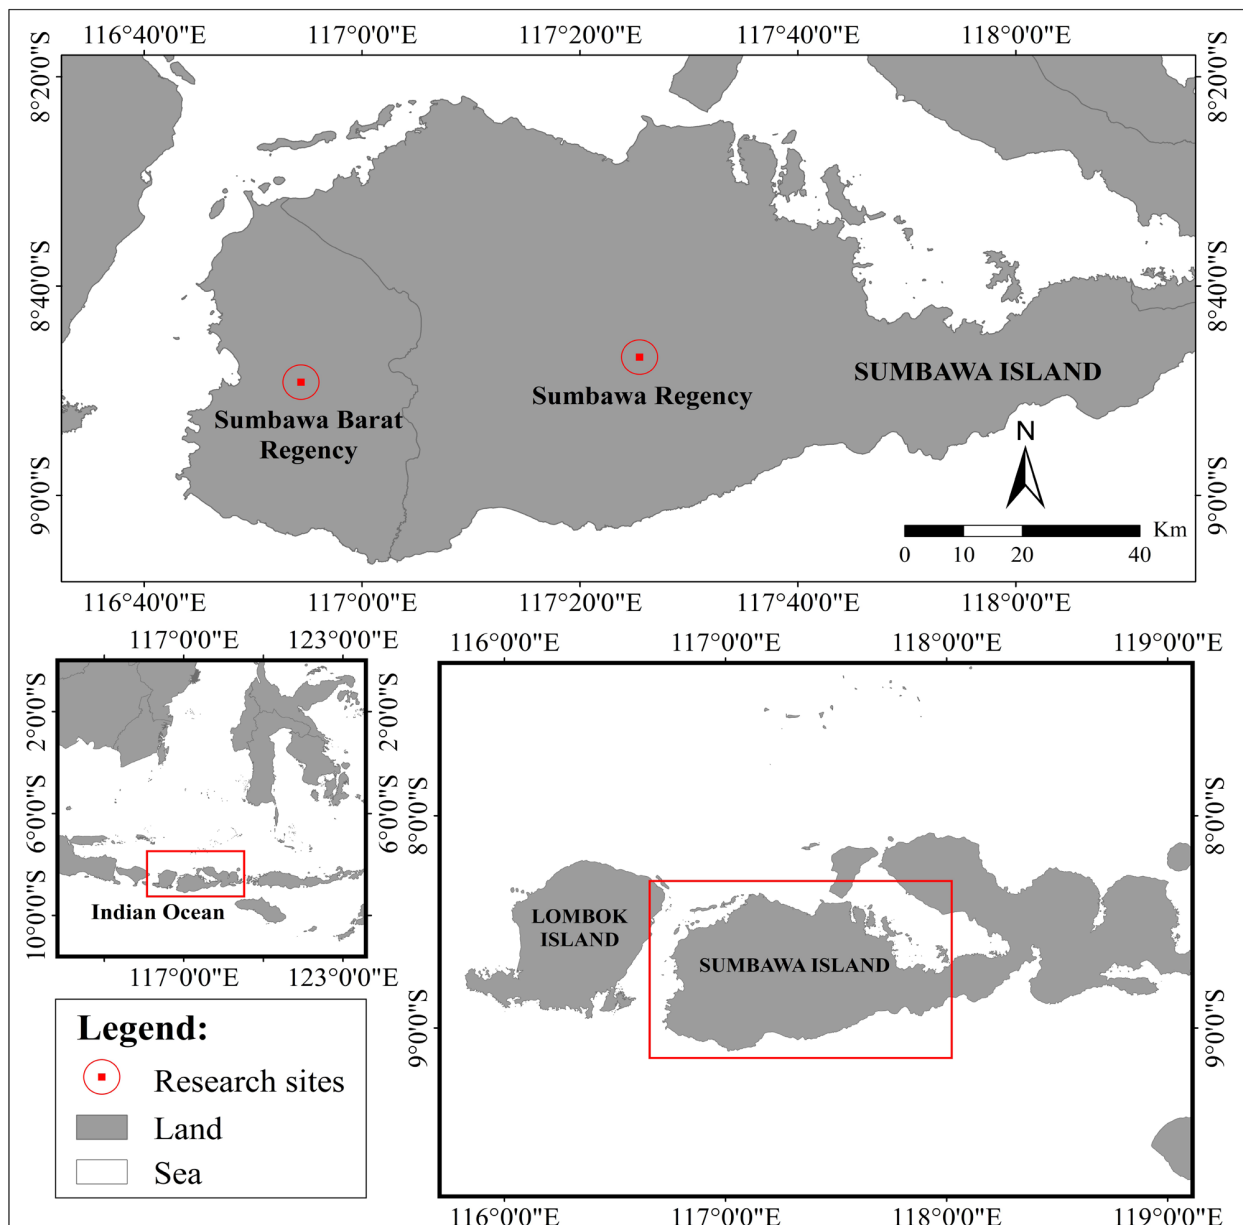 116°40'0"E 117°0'0"E 117°20'0"E 117°40'0"E 118°0'0"E
8°20'0"S 8°20'0"S
8°40'0"S 8°40'0"S
SUMBAWA ISLAND
Sumbawa Regency
Sumbawa Barat
Regency
N
9°0'0"S 9°0'0"S
Km
0 10 20 40
116°40'0"E 117°0'0"E 117°20'0"E 117°40'0"E 118°0'0"E
117°0'0"E 123°0'0"E
2°0'0"S 2°0'0"S
6°0'0"S 6°0'0"S
10°0'0"S 10°0'0"S
Indian Ocean
117°0'0"E 123°0'0"E
116°0'0"E 117°0'0"E 118°0'0"E 119°0'0"E
8°0'0"S 8°0'0"S
LOMBOK
ISLAND
SUMBAWA ISLAND
9°0'0"S 9°0'0"S
116°0'0"E 117°0'0"E 118°0'0"E 119°0'0"E
Legend:
Research sites
Land
Sea